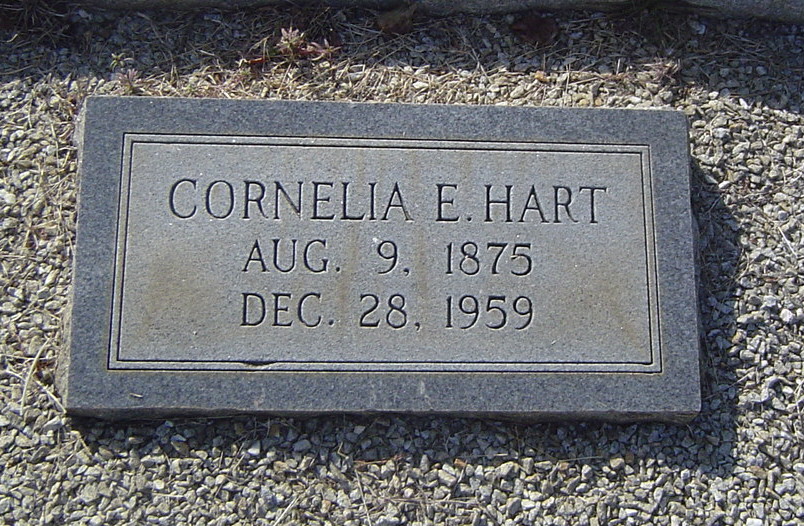 CORNELIA E. HART
AUG. 9, 1875
DEC. 28, 1959